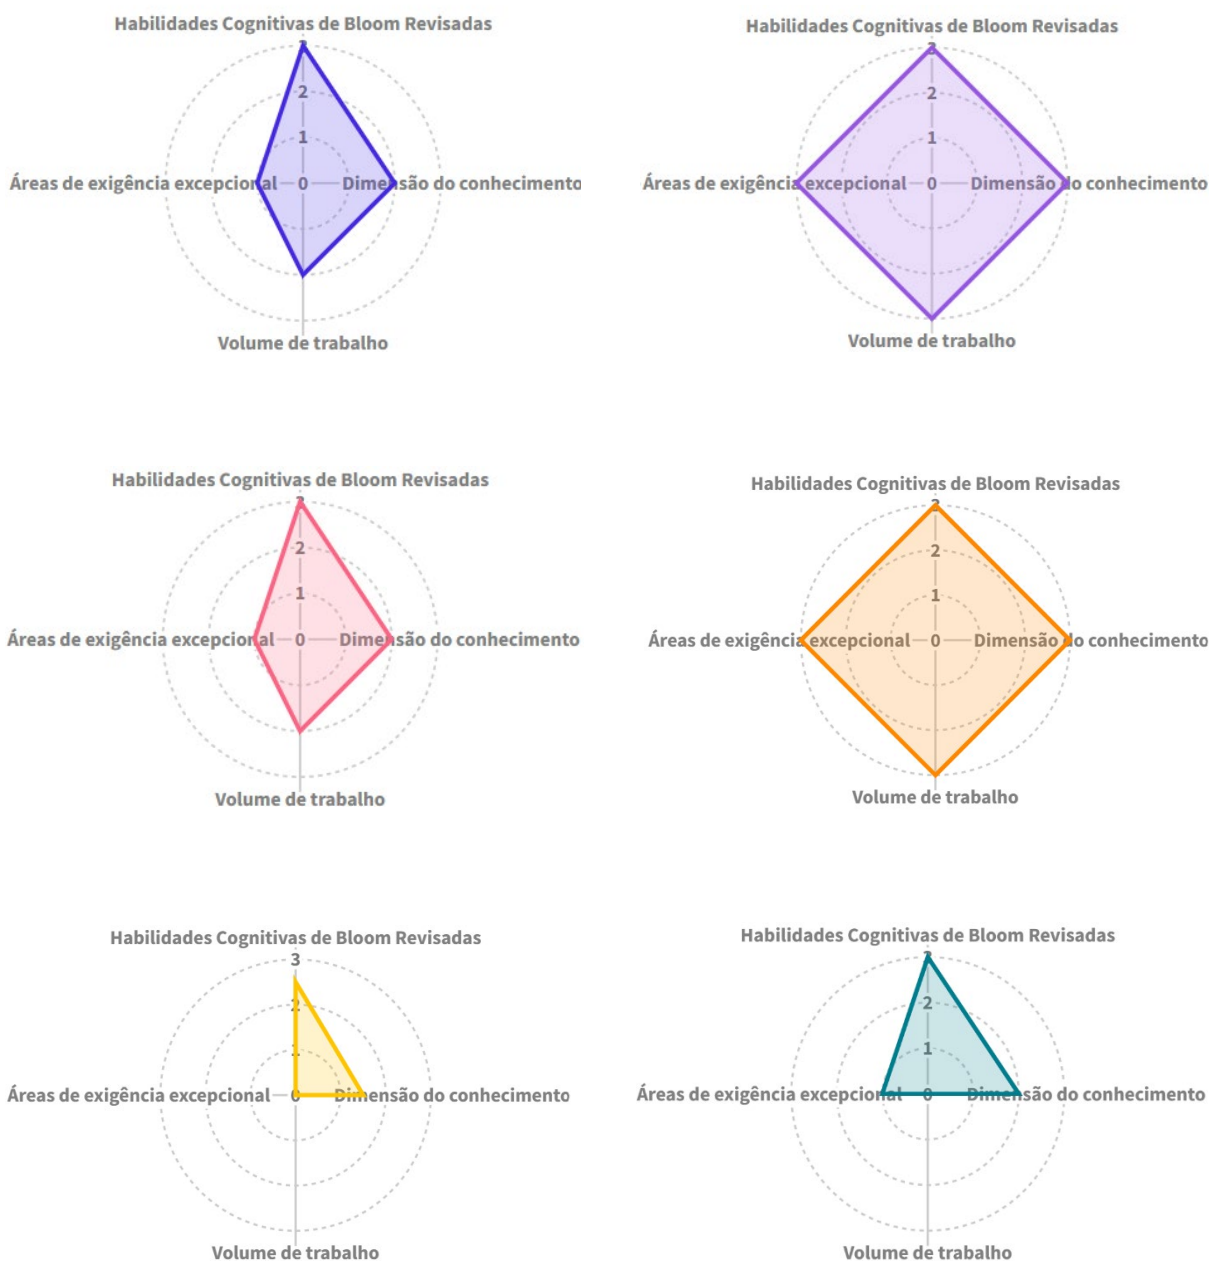 Habilidades Cognitivas de Bloom Revisadas
3
2
1
Áreas de exigência excepcional 0 Dimensão do conhecimento
Volume de trabalho
Habilidades Cognitivas de Bloom Revisadas
3
2
1
Áreas de exigência excepcional 0 Dimensão do conhecimento
Volume de trabalho
Habilidades Cognitivas de Bloom Revisadas
3
2
1
Áreas de exigência excepcional 0 Dimensão do conhecimento
Volume de trabalho
Habilidades Cognitivas de Bloom Revisadas
3
2
1
Áreas de exigência excepcional 0 Dimensão do conhecimento
Volume de trabalho
Habilidades Cognitivas de Bloom Revisadas
3
2
1
Áreas de exigência excepcional 0 Dimensão do conhecimento
Volume de trabalho
Habilidades Cognitivas de Bloom Revisadas
3
2
1
Áreas de exigência excepcional 0 Dimensão do conhecimento
Volume de trabalho